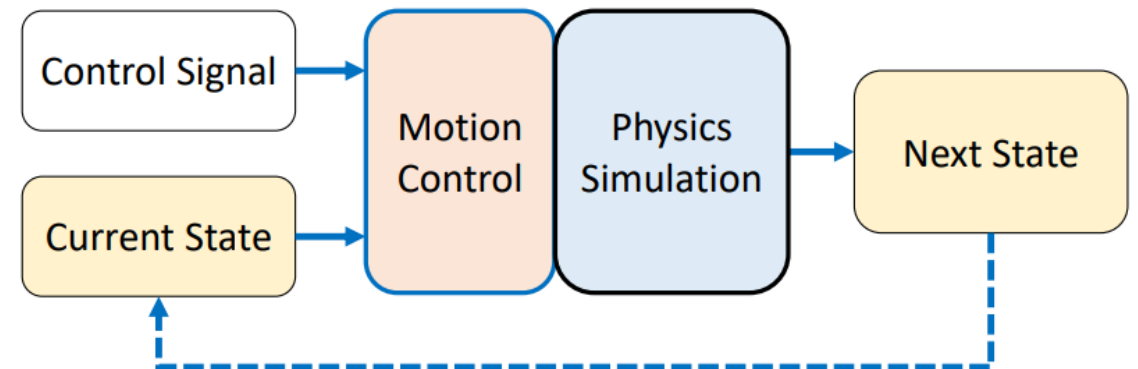 Control Signal
Current State
Motion
Control
Physics
Simulation
Next State